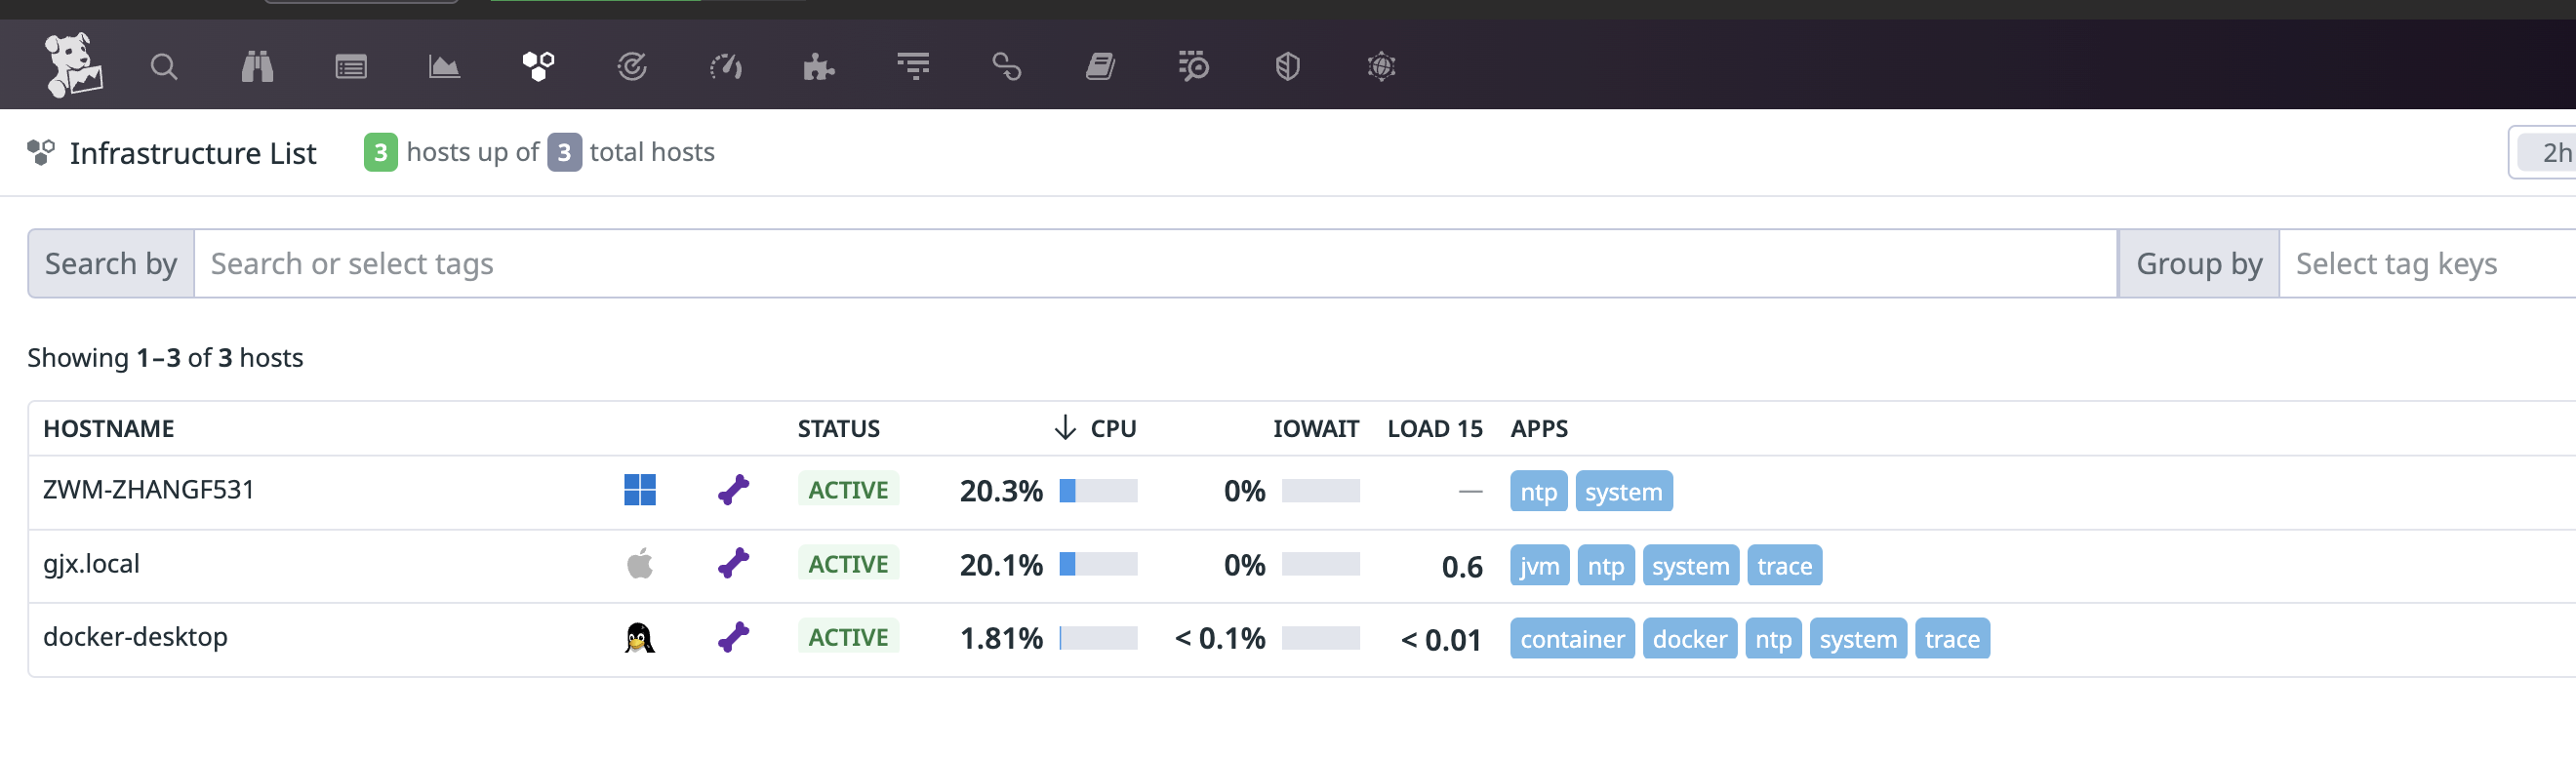 Infrastructure List 3 hosts up of 3 total hosts 2h
Search by Search or select tags Group by Select tag keys
Showing 1–3 of 3 hosts
HOSTNAME STATUS CPU IOWAIT LOAD 15 APPS
ZWM-ZHANGF531 ACTIVE 20.3% 0% — ntp system
gjx.local ACTIVE 20.1% 0% 0.6 jvm ntp system trace
docker-desktop ACTIVE 1.81% < 0.1% < 0.01 container docker ntp system trace